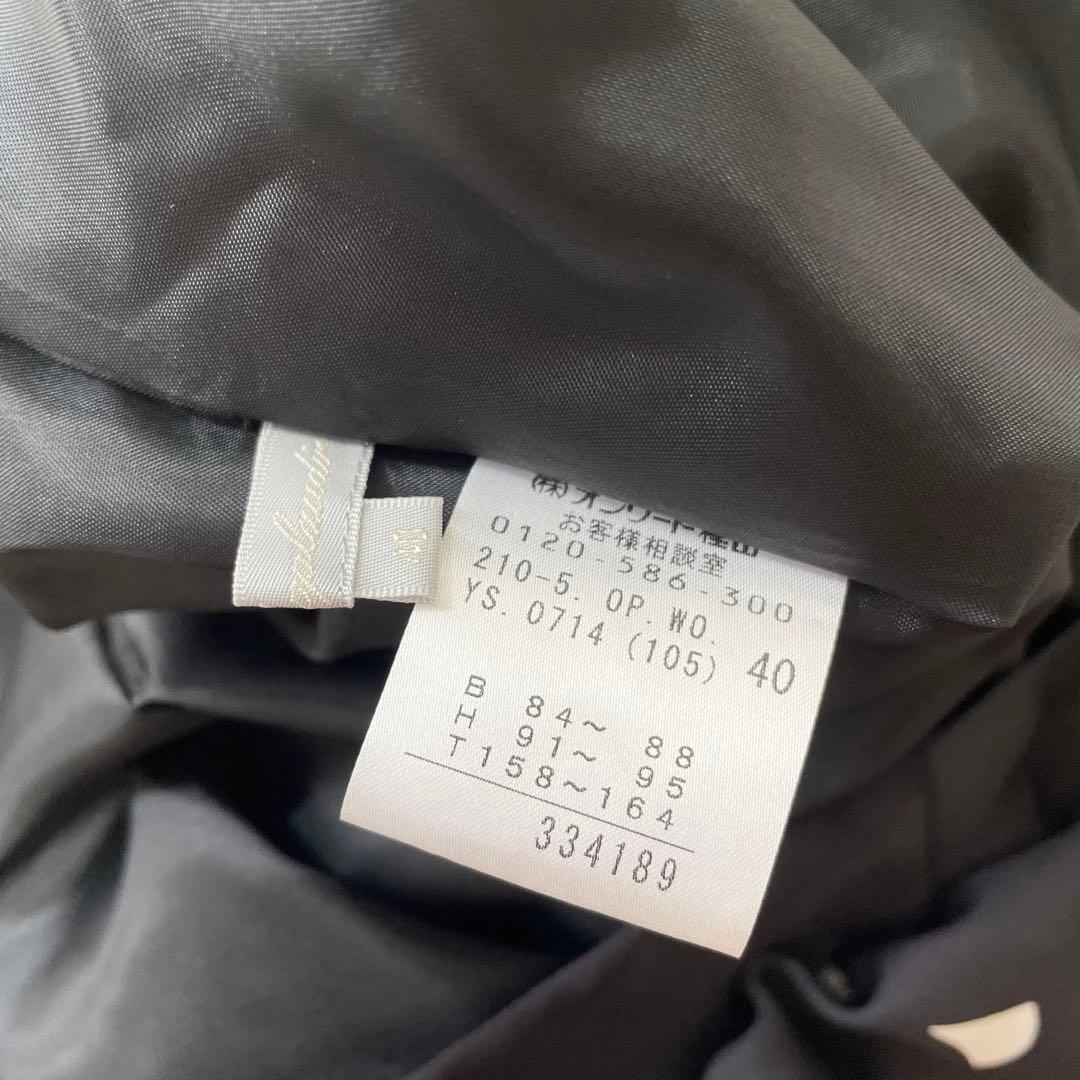 (株)オンワード樫山
お客様相談室
0120-586-300
210-5. OP. WO.
YS. 0714 (105) 40
B 84~ 88
H 91~ 95
T158~164
334189